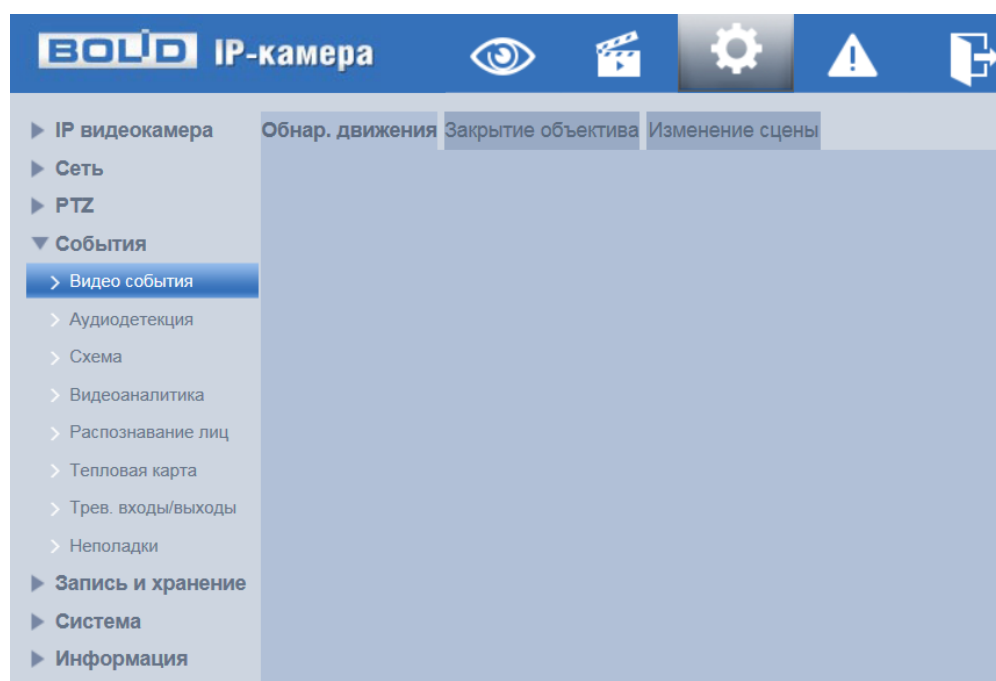 BOLID IP-камера
IP видеокамера
Сеть
PTZ
События
Видео события
Аудиодетекция
Схема
Видеоаналитика
Распознавание лиц
Тепловая карта
Трев. входы/выходы
Неполадки
Запись и хранение
Система
Информация
Обнар. движения Закрытие объектива Изменение сцены